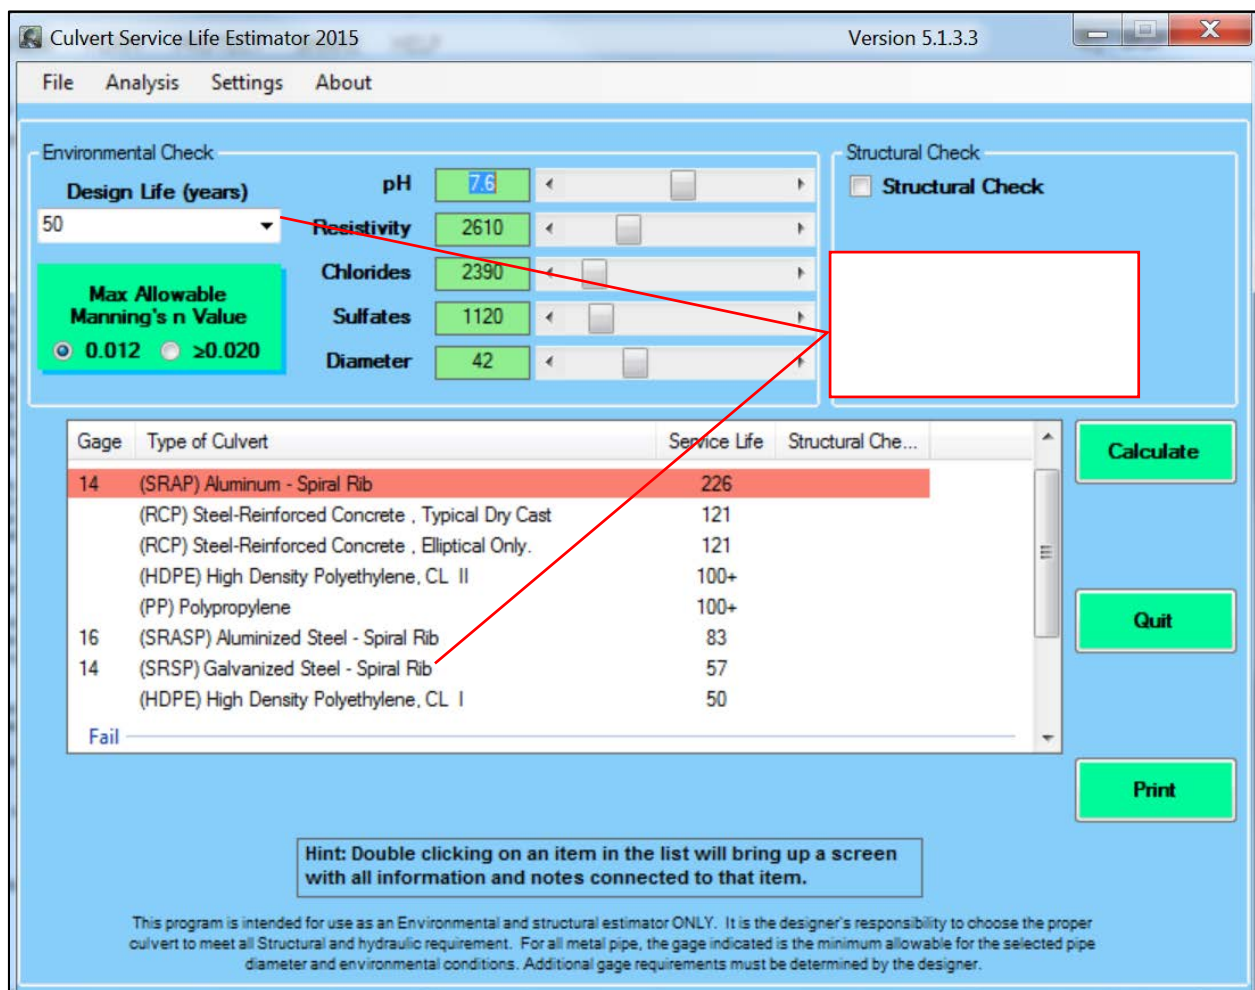 Culvert Service Life Estimator 2015 Version 5.1.3.3
File Analysis Settings About
Environmental Check
Design Life (years)
50
Max Allowable
Manning's n Value
0.012 ≥0.020
pH 7.6
Resistivity 2610
Chlorides 2390
Sulfates 1120
Diameter 42
Structural Check
Structural Check
Gage Type of Culvert Service Life Structural Che...
14 (SRAP) Aluminum - Spiral Rib 226
(RCP) Steel-Reinforced Concrete , Typical Dry Cast 121
(RCP) Steel-Reinforced Concrete , Elliptical Only. 121
(HDPE) High Density Polyethylene, CL II 100+
(PP) Polypropylene 100+
16 (SRASP) Aluminized Steel - Spiral Rib 83
14 (SRSP) Galvanized Steel - Spiral Rib 57
(HDPE) High Density Polyethylene, CL I 50
Fail
Calculate
Quit
Print
Hint: Double clicking on an item in the list will bring up a screen
with all information and notes connected to that item.
This program is intended for use as an Environmental and structural estimator ONLY. It is the designer's responsibility to choose the proper
culvert to meet all Structural and hydraulic requirement. For all metal pipe, the gage indicated is the minimum allowable for the selected pipe
diameter and environmental conditions. Additional gage requirements must be determined by the designer.